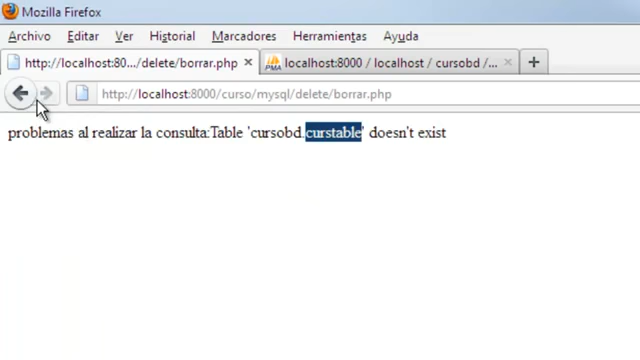 Mozilla Firefox
Archivo Editar Ver Historial Marcadores Herramientas Ayuda
http://localhost:80.../delete/borrar.php × localhost:8000 / localhost / cursobd /... × +
http://localhost:8000/curso/mysql/delete/borrar.php
problemas al realizar la consulta:Table 'cursobd.curstable' doesn't exist